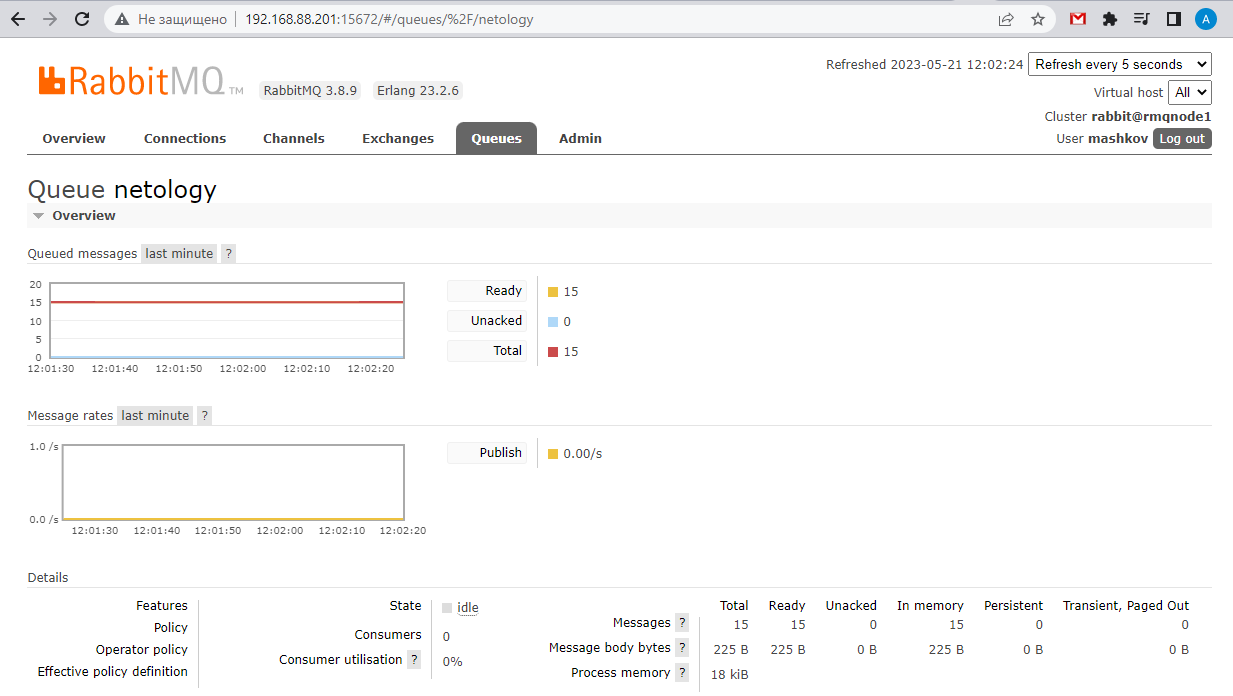 Не защищено 192.168.88.201:15672/#/queues/%2F/netology
A
RabbitMQ TM RabbitMQ 3.8.9 Erlang 23.2.6
Refreshed 2023-05-21 12:02:24 Refresh every 5 seconds
Virtual host All
Cluster rabbit@rmqnode1
User mashkov Log out
Overview Connections Channels Exchanges Queues Admin
Queue netology
Overview
Queued messages last minute ?
20
15
10
5
0
12:01:30 12:01:40 12:01:50 12:02:00 12:02:10 12:02:20
Ready 15
Unacked 0
Total 15
Message rates last minute ?
1.0 /s
0.0 /s
12:01:30 12:01:40 12:01:50 12:02:00 12:02:10 12:02:20
Publish 0.00/s
Details
Features
Policy
Operator policy
Effective policy definition
State idle
Consumers 0
Consumer utilisation ? 0%
Total Ready Unacked In memory Persistent Transient, Paged Out
Messages ? 15 15 0 15 0 0
Message body bytes ? 225 B 225 B 0 B 225 B 0 B 0 B
Process memory ? 18 kiB